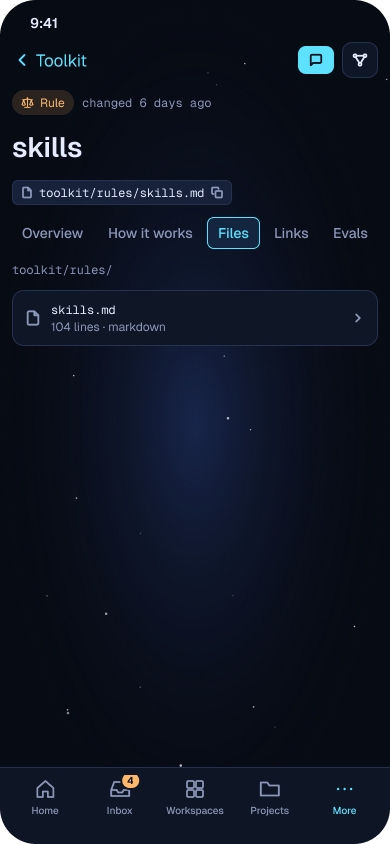 9:41
Toolkit
Rule changed 6 days ago
skills
toolkit/rules/skills.md
Overview How it works Files Links Evals
toolkit/rules/
skills.md
104 lines · markdown
4
Home Inbox Workspaces Projects More